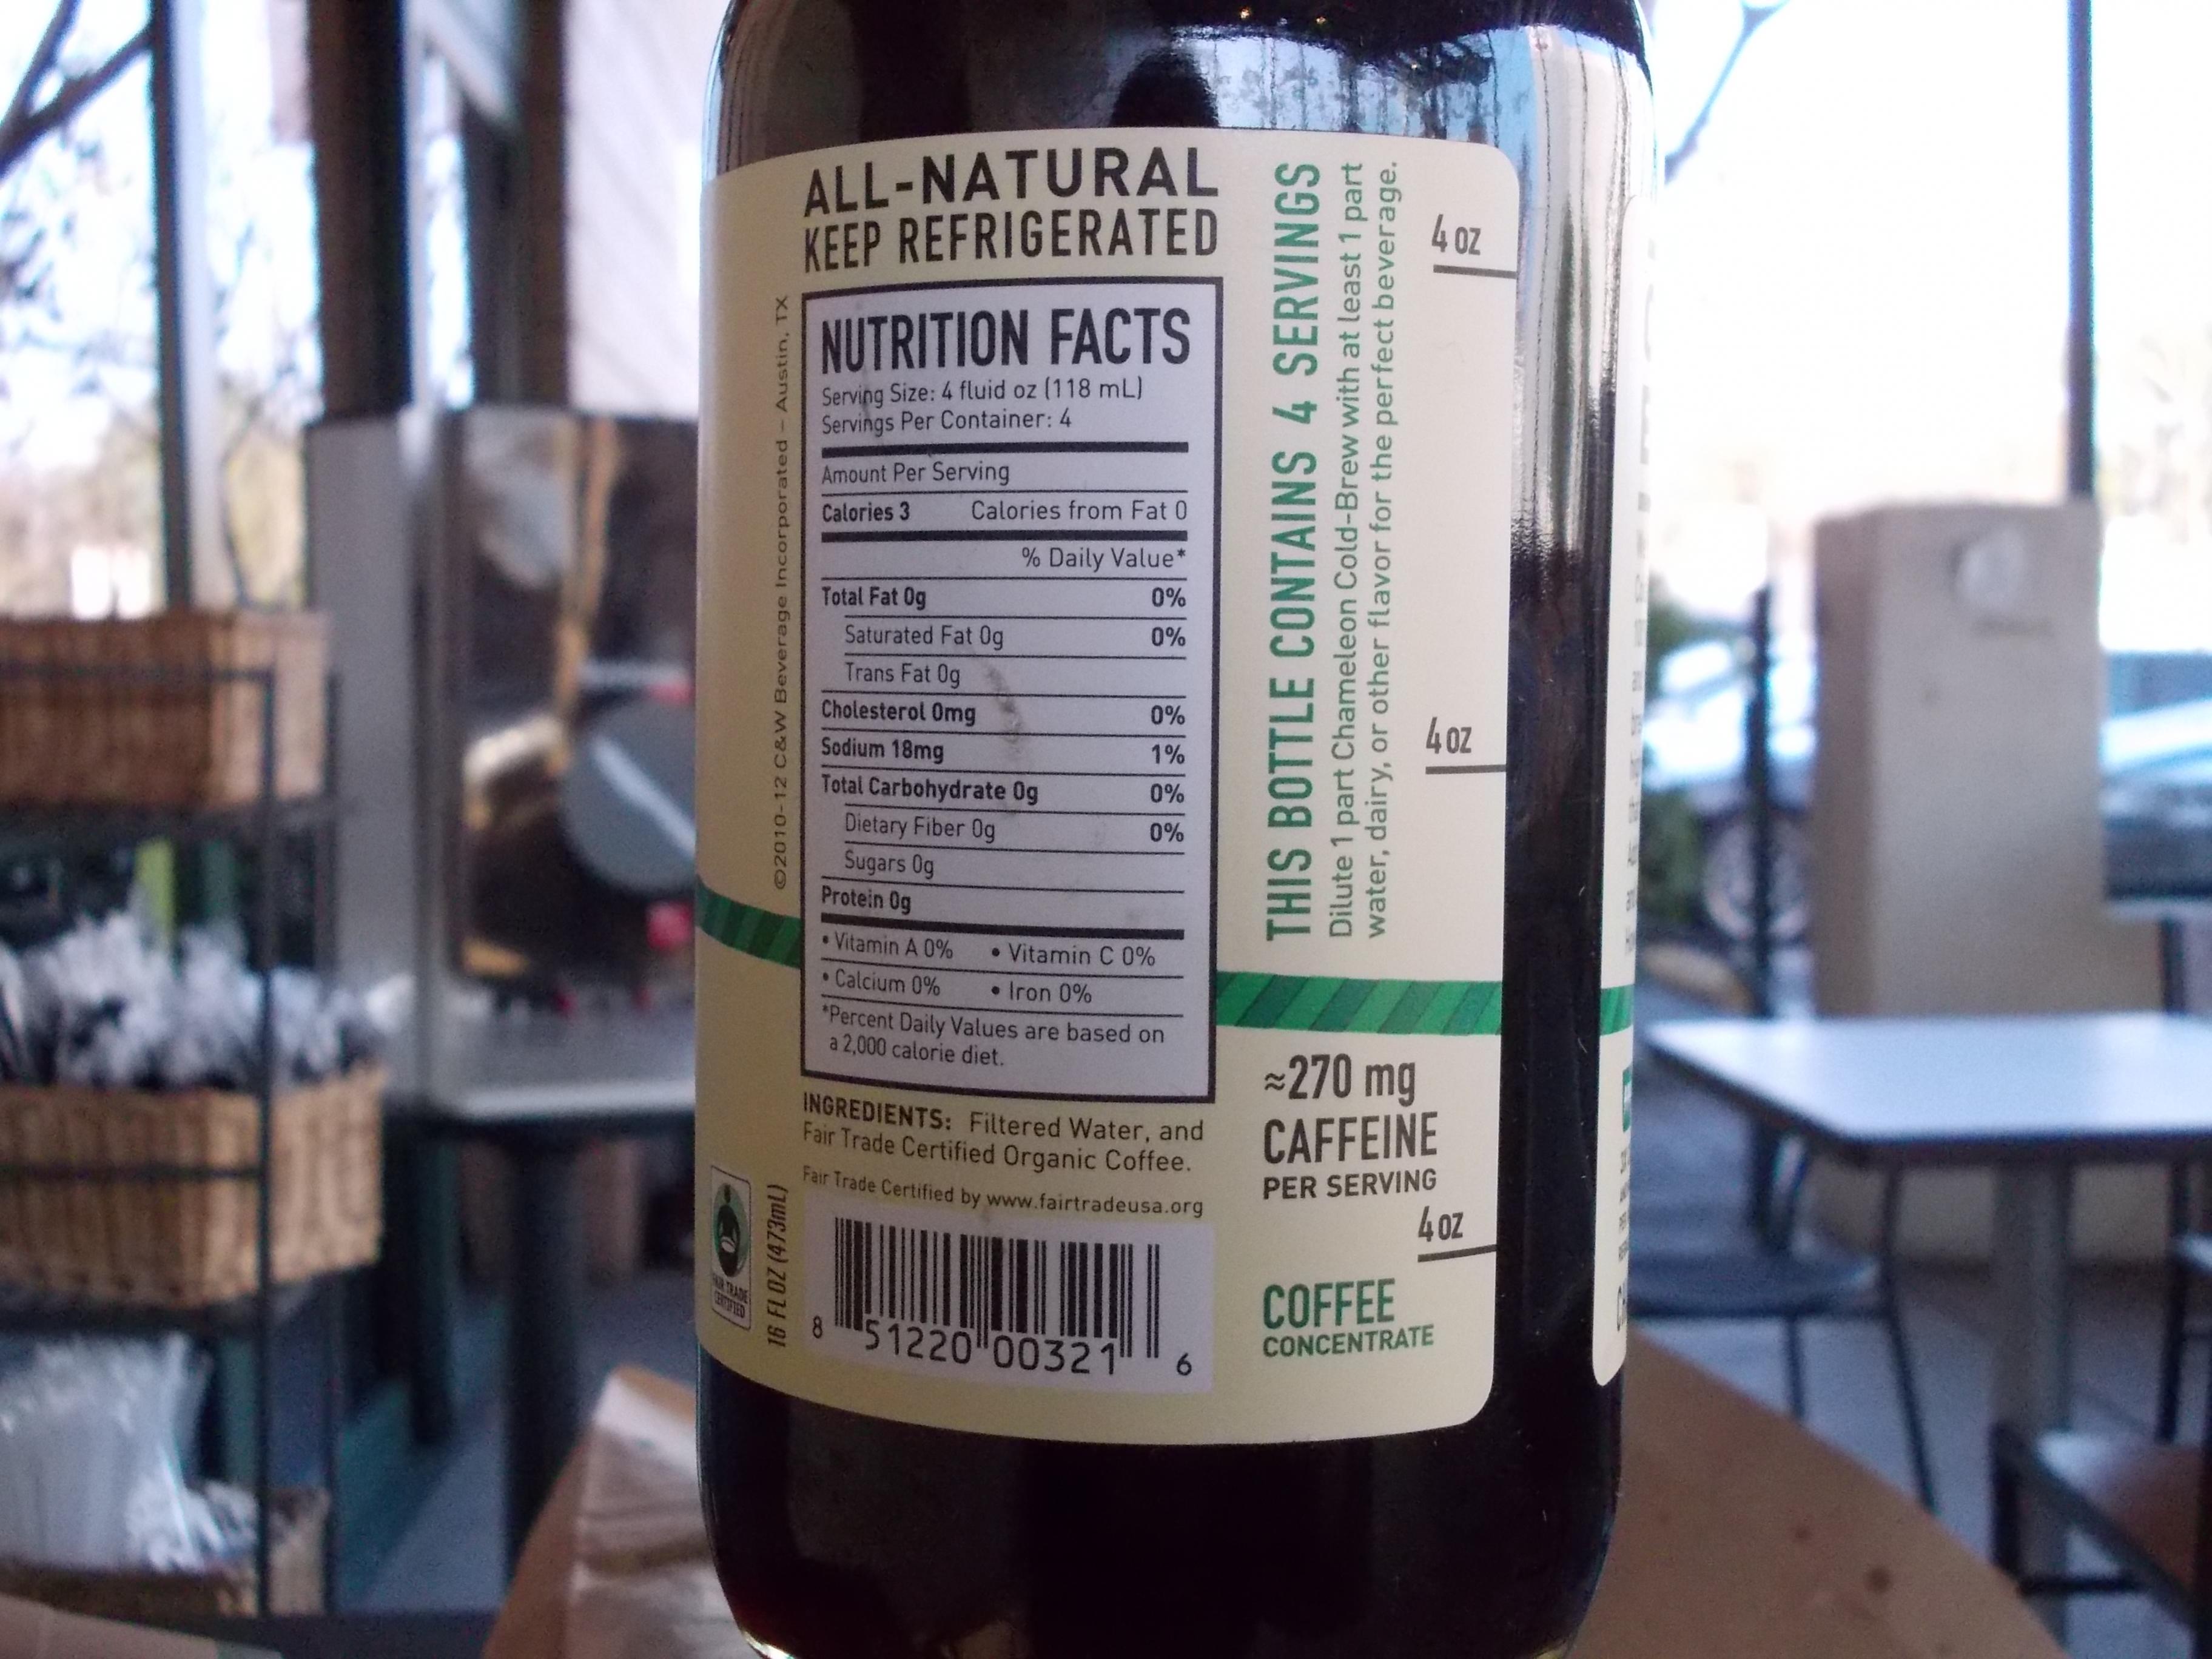 ALL-NATURAL
KEEP REFRIGERATED
©2010-12 C&W Beverage Incorporated - Austin, TX
NUTRITION FACTS
Serving Size: 4 fluid oz (118 mL)
Servings Per Container: 4
Amount Per Serving
Calories 3 Calories from Fat 0
% Daily Value*
Total Fat 0g 0%
Saturated Fat 0g 0%
Trans Fat 0g
Cholesterol 0mg 0%
Sodium 18mg 1%
Total Carbohydrate 0g 0%
Dietary Fiber 0g 0%
Sugars 0g
Protein 0g
• Vitamin A 0% • Vitamin C 0%
• Calcium 0% • Iron 0%
*Percent Daily Values are based on
a 2,000 calorie diet.
INGREDIENTS: Filtered Water, and
Fair Trade Certified Organic Coffee.
Fair Trade Certified by www.fairtradeusa.org
FAIR TRADE
CERTIFIED
16 FL OZ (473mL)
8 51220 00321 6
THIS BOTTLE CONTAINS 4 SERVINGS
Dilute 1 part Chameleon Cold-Brew with at least 1 part
water, dairy, or other flavor for the perfect beverage.
4 oz
4 oz
≈270 mg
CAFFEINE
PER SERVING
4 oz
COFFEE
CONCENTRATE